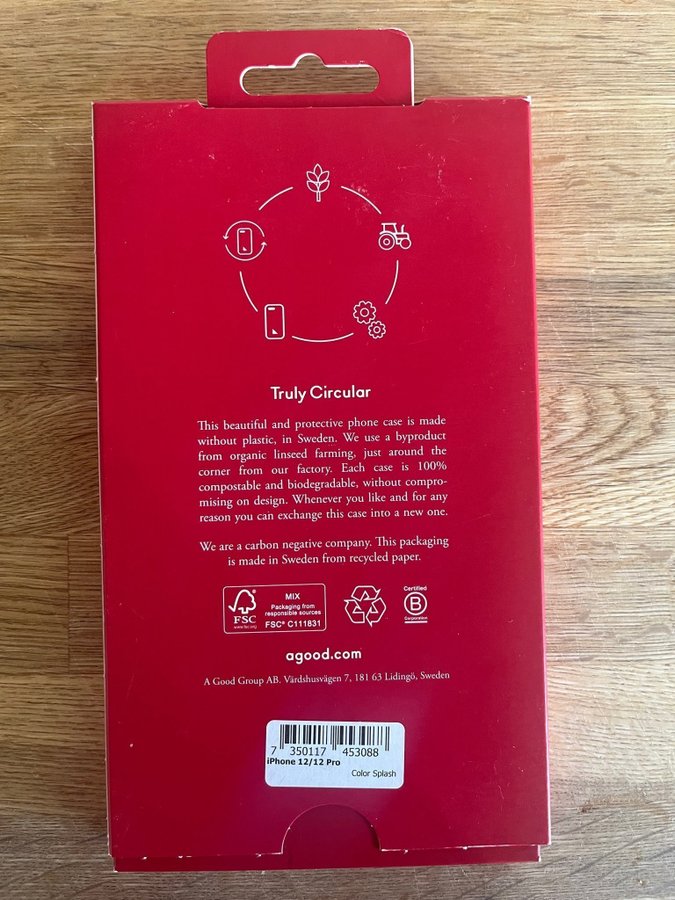 Truly Circular
This beautiful and protective phone case is made
without plastic, in Sweden. We use a byproduct
from organic linseed farming, just around the
corner from our factory. Each case is 100%
compostable and biodegradable, without compro-
mising on design. Whenever you like and for any
reason you can exchange this case into a new one.
We are a carbon negative company. This packaging
is made in Sweden from recycled paper.
FSC
www.fsc.org
MIX
Packaging from
responsible sources
FSC® C111831
Certified
B
Corporation
agood.com
A Good Group AB. Värdshusvägen 7, 181 63 Lidingö, Sweden
7 350117 453088
iPhone 12/12 Pro
Color Splash